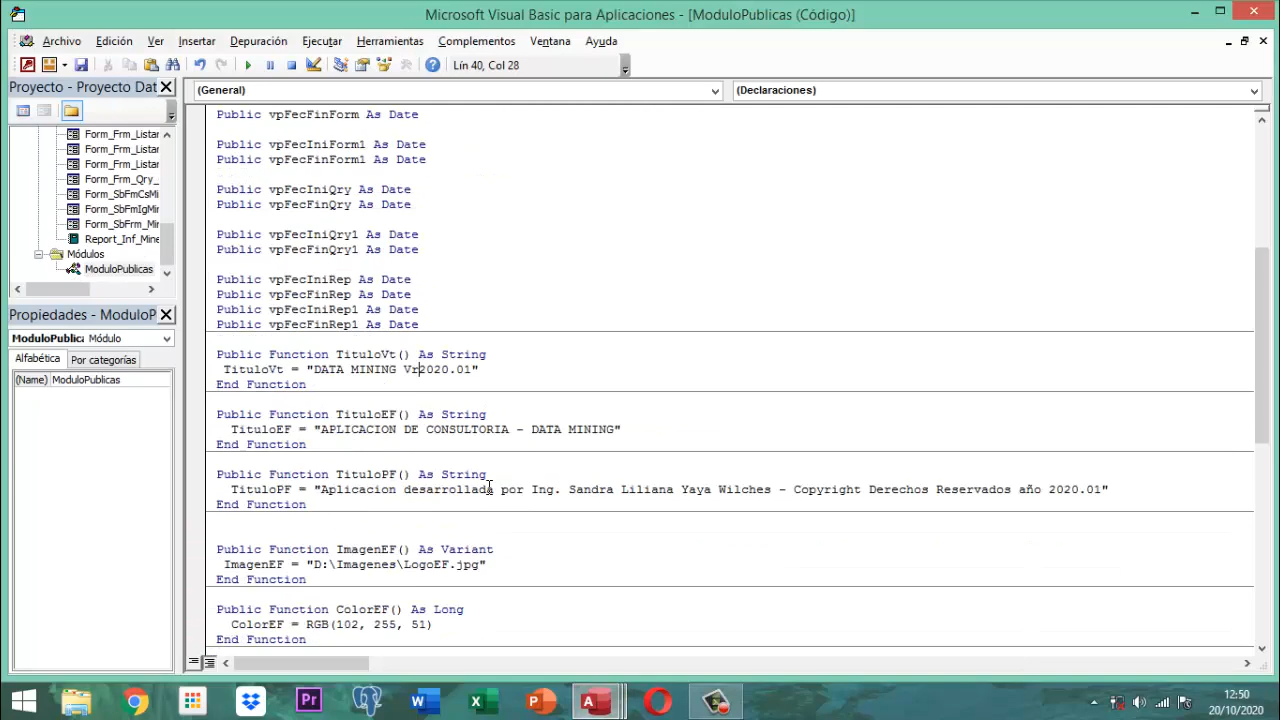 Microsoft Visual Basic para Aplicaciones - [ModuloPublicas (Código)]
Archivo Edición Ver Insertar Depuración Ejecutar Herramientas Complementos Ventana Ayuda
Lín 40, Col 28
Proyecto - Proyecto Dat
(General)
(Declaraciones)
Form_Frm_Listar
Form_Frm_Listar
Form_Frm_Listar
Form_Frm_Qry_
Form_SbFmCsMi
Form_SbFmIgMir
Form_SbFrm_Mir
Report_Inf_Mine
Módulos
ModuloPublicas
Propiedades - ModuloP
ModuloPublica Módulo
Alfabética Por categorías
(Name) ModuloPublicas
Public vpFecFinForm As Date
Public vpFecIniForm1 As Date
Public vpFecFinForm1 As Date
Public vpFecIniQry As Date
Public vpFecFinQry As Date
Public vpFecIniQry1 As Date
Public vpFecFinQry1 As Date
Public vpFecIniRep As Date
Public vpFecFinRep As Date
Public vpFecIniRep1 As Date
Public vpFecFinRep1 As Date
Public Function TituloVt() As String
TituloVt = "DATA MINING Vr2020.01"
End Function
Public Function TituloEF() As String
TituloEF = "APLICACION DE CONSULTORIA - DATA MINING"
End Function
Public Function TituloPF() As String
TituloPF = "Aplicacion desarrollada por Ing. Sandra Liliana Yaya Wilches - Copyright Derechos Reservados año 2020.01"
End Function
Public Function ImagenEF() As Variant
ImagenEF = "D:\Imagenes\LogoEF.jpg"
End Function
Public Function ColorEF() As Long
ColorEF = RGB(102, 255, 51)
End Function
12:50
20/10/2020